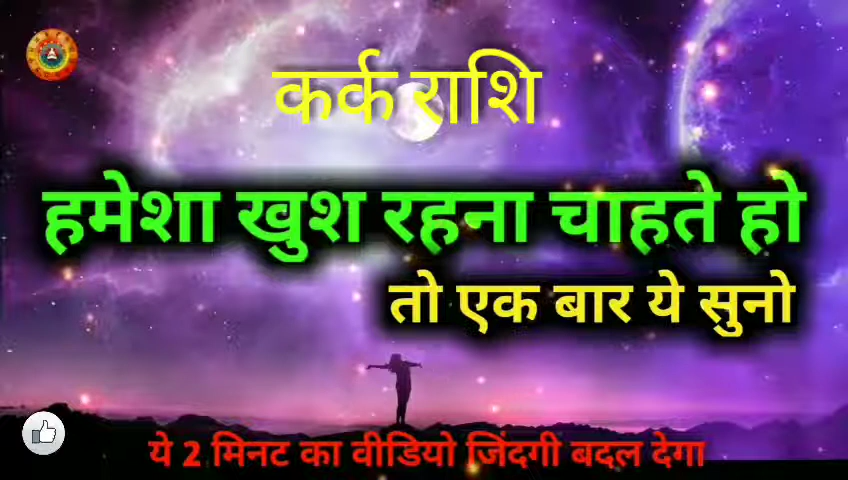 कर्क राशि
हमेशा खुश रहना चाहते हो
तो एक बार ये सुनो
ये 2 मिनट का वीडियो जिंदगी बदल देगा